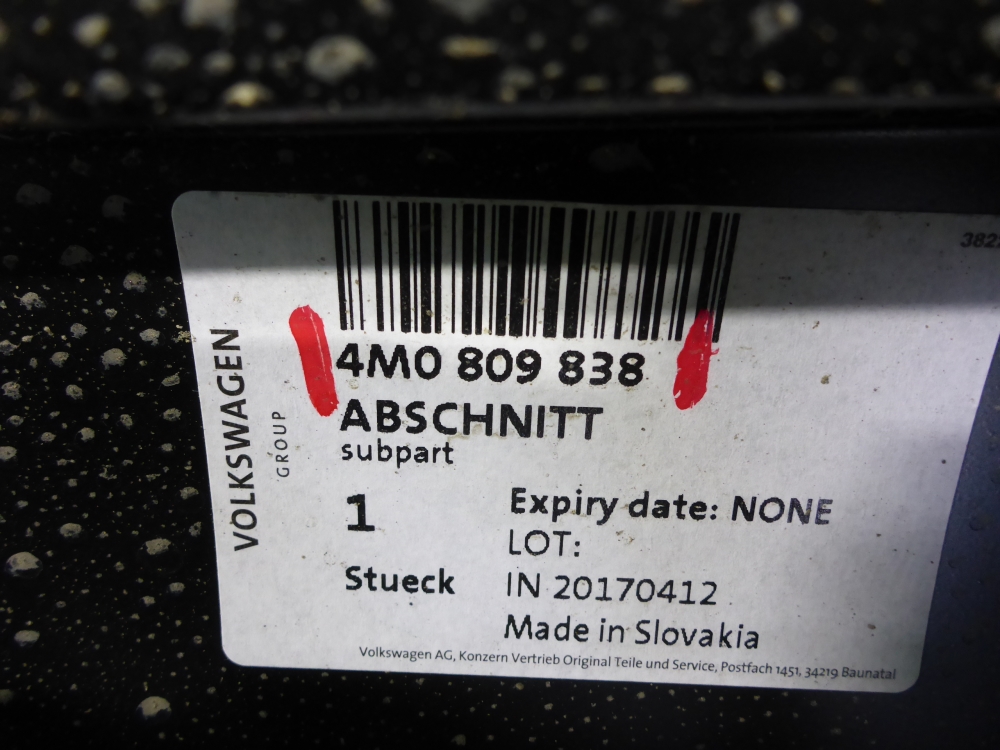 382
4M0 809 838
ABSCHNITT
subpart
1
Stueck
Expiry date: NONE
LOT:
IN 20170412
Made in Slovakia
Volkswagen AG, Konzern Vertrieb Original Teile und Service, Postfach 1451, 34219 Baunatal
VOLKSWAGEN
GROUP